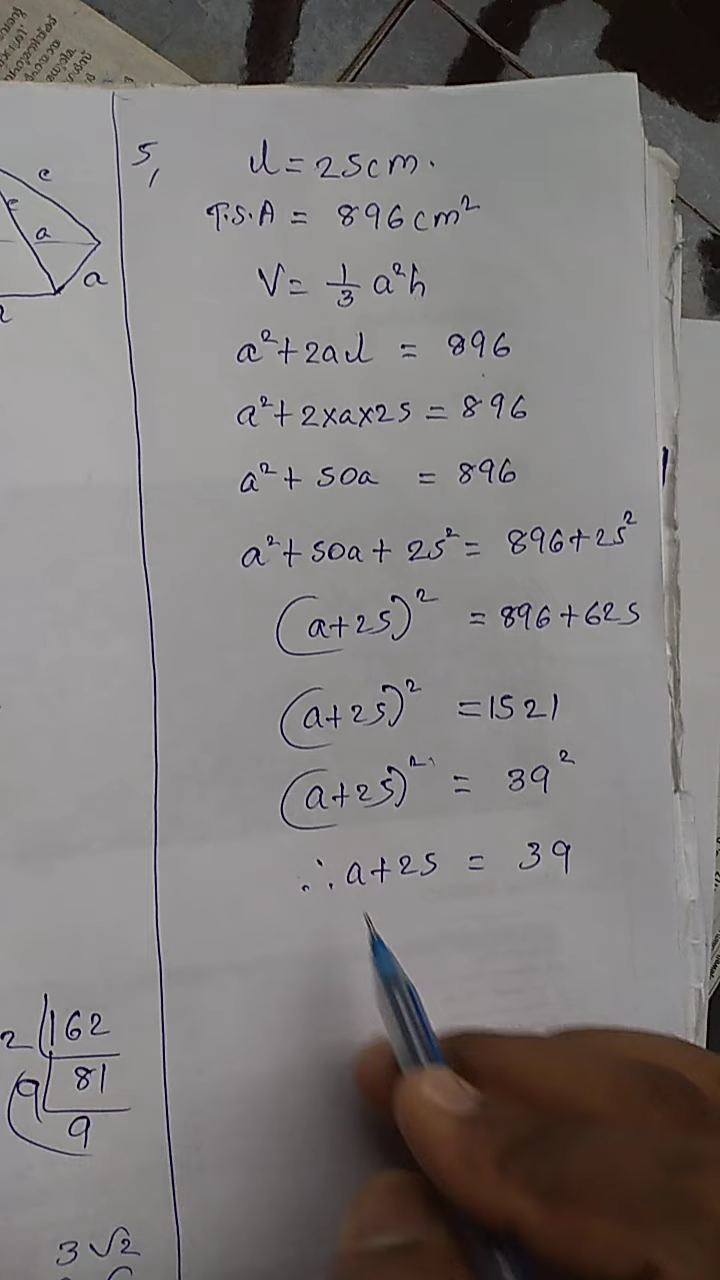 5, l = 25cm.
T.S.A = 896cm²
V = 1/3 a²h
a² + 2al = 896
a² + 2×a×25 = 896
a² + 50a = 896
a² + 50a + 25² = 896 + 25²
(a+25)² = 896 + 625
(a+25)² = 1521
(a+25)² = 39²
∴ a+25 = 39
e
e
a
a
2 162
9 81
9
3√2